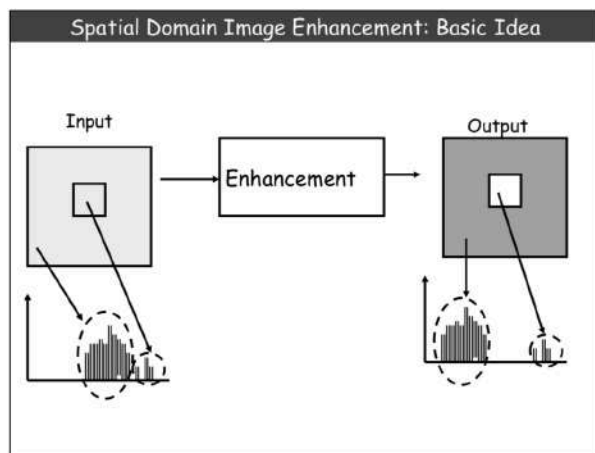 Spatial Domain Image Enhancement: Basic Idea
Input
Output
Enhancement